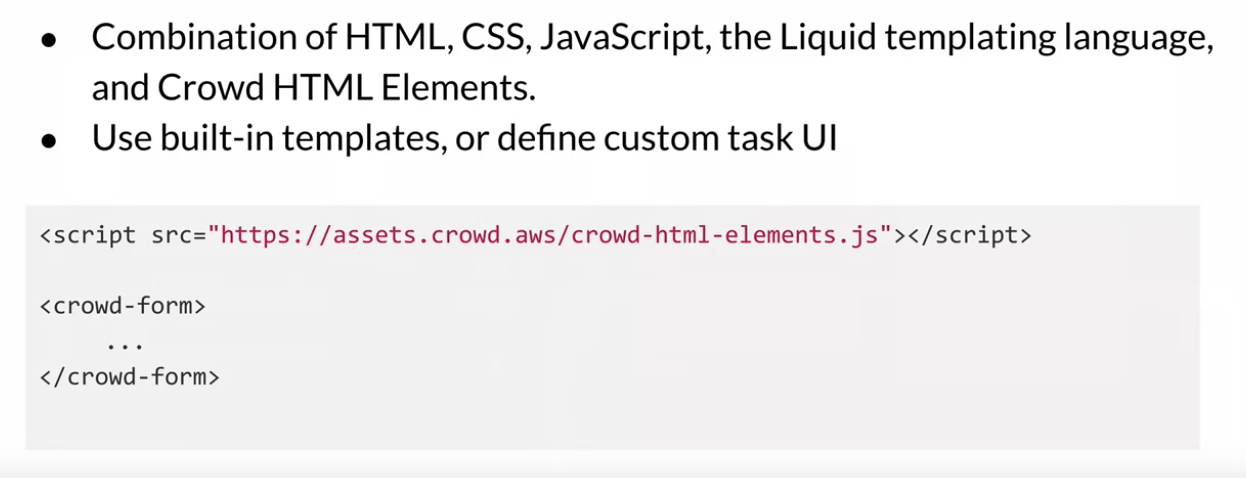 • Combination of HTML, CSS, JavaScript, the Liquid templating language,
and Crowd HTML Elements.
• Use built-in templates, or define custom task UI
<script src="https://assets.crowd.aws/crowd-html-elements.js"></script>
<crowd-form>
...
</crowd-form>